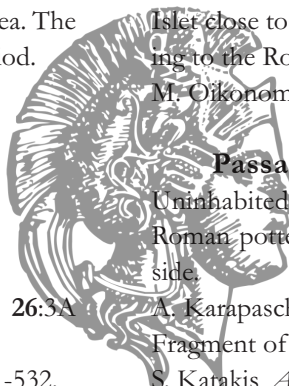 ea. The
od.
26:3A
-532.
Islet close to
ing to the Ro
M. Oikonom
Passa
Uninhabited
Roman potte
side.
A. Karapasch
Fragment of
S. Katakis, A